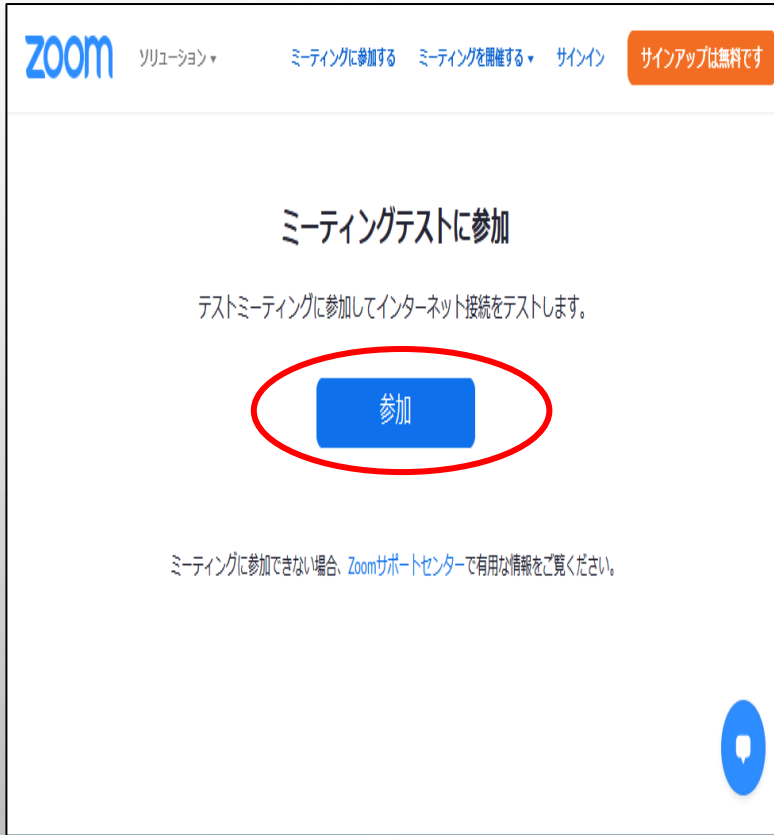 zoom ソリューション ▾ ミーティングに参加する ミーティングを開催する ▾ サインイン サインアップは無料です
ミーティングテストに参加
テストミーティングに参加してインターネット接続をテストします。
参加
ミーティングに参加できない場合、Zoomサポートセンターで有用な情報をご覧ください。